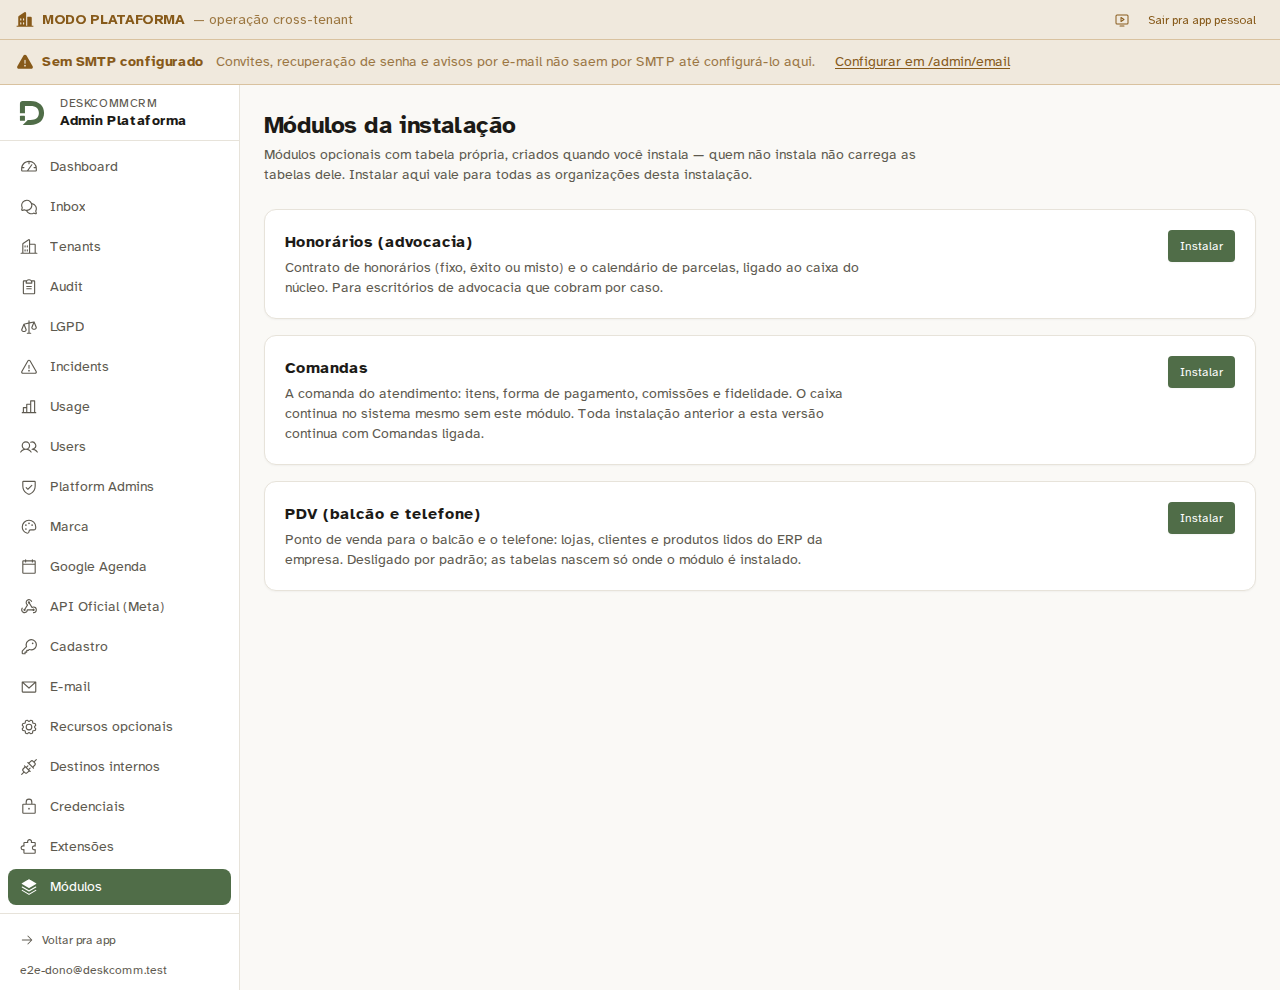 MODO PLATAFORMA — operação cross-tenant
Sair pra app pessoal
Sem SMTP configurado Convites, recuperação de senha e avisos por e-mail não saem por SMTP até configurá-lo aqui. Configurar em /admin/email
DESKCOMMCRM
Admin Plataforma
Dashboard
Inbox
Tenants
Audit
LGPD
Incidents
Usage
Users
Platform Admins
Marca
Google Agenda
API Oficial (Meta)
Cadastro
E-mail
Recursos opcionais
Destinos internos
Credenciais
Extensões
Módulos
Voltar pra app
e2e-dono@deskcomm.test
Módulos da instalação
Módulos opcionais com tabela própria, criados quando você instala — quem não instala não carrega as
tabelas dele. Instalar aqui vale para todas as organizações desta instalação.
Honorários (advocacia)
Instalar
Contrato de honorários (fixo, êxito ou misto) e o calendário de parcelas, ligado ao caixa do
núcleo. Para escritórios de advocacia que cobram por caso.
Comandas
Instalar
A comanda do atendimento: itens, forma de pagamento, comissões e fidelidade. O caixa
continua no sistema mesmo sem este módulo. Toda instalação anterior a esta versão
continua com Comandas ligada.
PDV (balcão e telefone)
Instalar
Ponto de venda para o balcão e o telefone: lojas, clientes e produtos lidos do ERP da
empresa. Desligado por padrão; as tabelas nascem só onde o módulo é instalado.